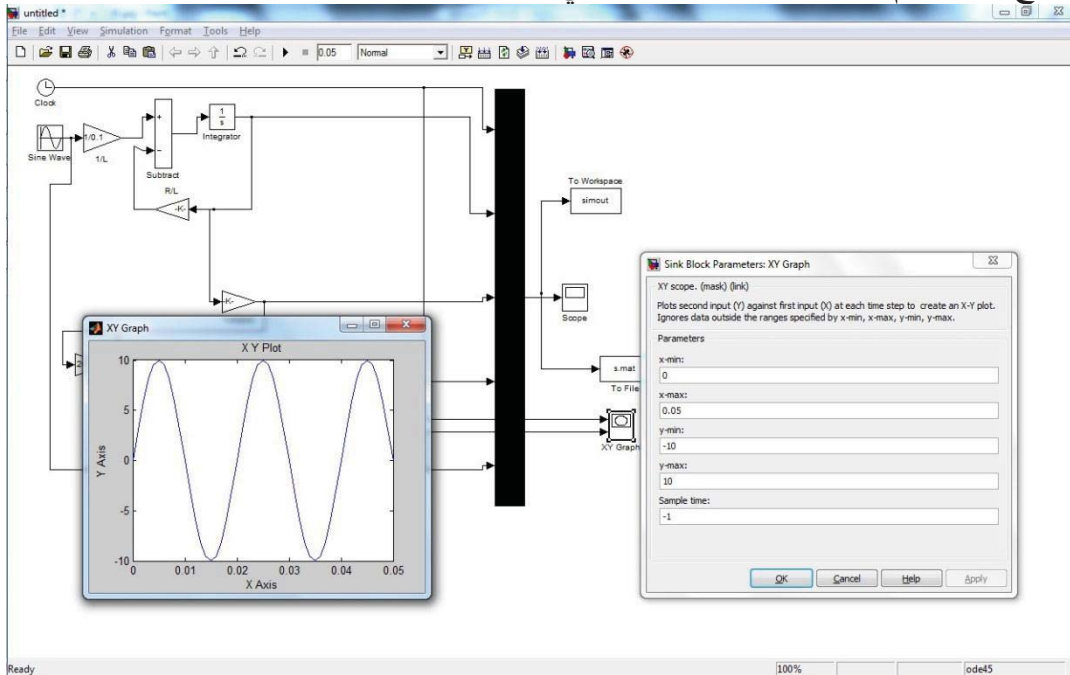 untitled *
File Edit View Simulation Format Tools Help
0.05 Normal
Clock
Sine Wave
1/0.1
1/L
+
−
Subtract
1
s
Integrator
R/L
-K-
-K-
To Workspace
simout
Scope
s.mat
To File
XY Graph
XY Graph
X Y Plot
10
5
0
-5
-10
Y Axis
0 0.01 0.02 0.03 0.04 0.05
X Axis
Sink Block Parameters: XY Graph
XY scope. (mask) (link)
Plots second input (Y) against first input (X) at each time step to create an X-Y plot.
Ignores data outside the ranges specified by x-min, x-max, y-min, y-max.
Parameters
x-min:
0
x-max:
0.05
y-min:
-10
y-max:
10
Sample time:
-1
OK Cancel Help Apply
Ready 100% ode45